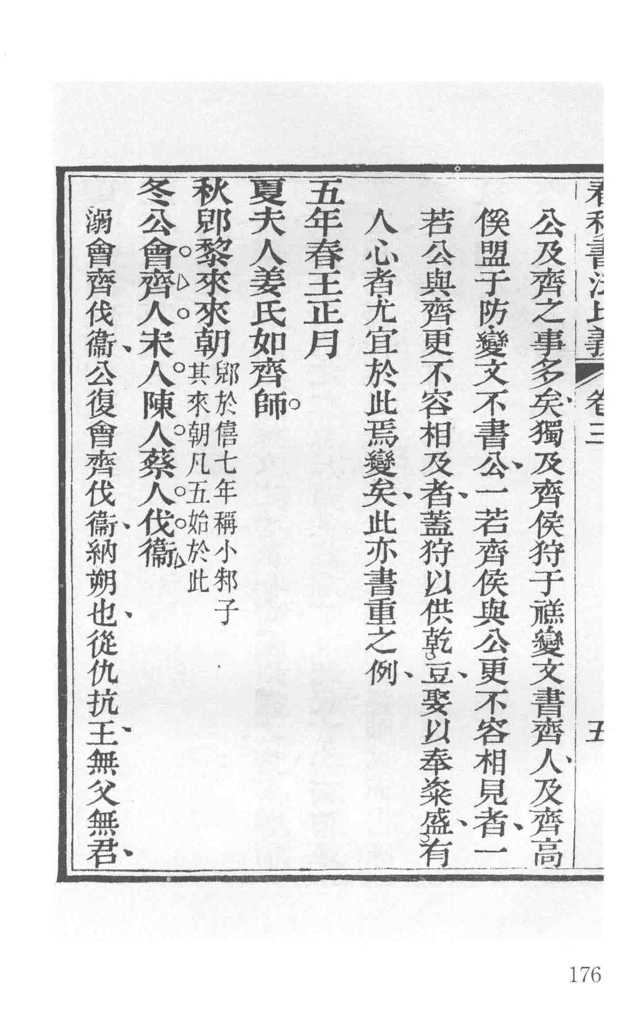 春秋書法比義 卷三 五
公及齊之事多矣獨及齊侯狩于禚變文書齊人及齊高
傒盟于防變文不書公一若齊侯與公更不容相見者一
若公與齊更不容相及者蓋狩以供乾豆娶以奉粢盛有
人心者尤宜於此焉變矣此亦書重之例
五年春王正月
夏夫人姜氏如齊師
秋郳黎來來朝郳於僖七年稱小邾子
其來朝凡五始於此
冬公會齊人宋人陳人蔡人伐衞
溺會齊伐衞公復會齊伐衞納朔也從仇抗王無父無君
176